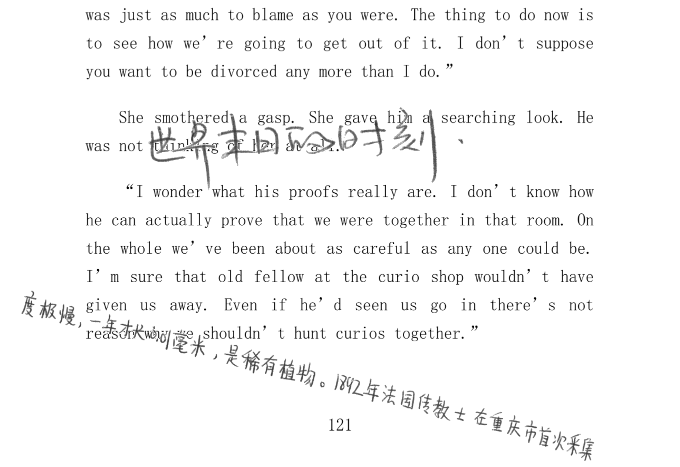 was just as much to blame as you were. The thing to do now is
to see how we’re going to get out of it. I don’t suppose
you want to be divorced any more than I do.”
She smothered a gasp. She gave him a searching look. He
was not thinking of her at all.
世界末日的时刻.
“I wonder what his proofs really are. I don’t know how
he can actually prove that we were together in that room. On
the whole we’ve been about as careful as any one could be.
I’m sure that old fellow at the curio shop wouldn’t have
given us away. Even if he’d seen us go in there’s not
reason why we shouldn’t hunt curios together.”
度极慢,一年才长毫米,是稀有植物。1892年法国传教士在重庆市首次采集
121